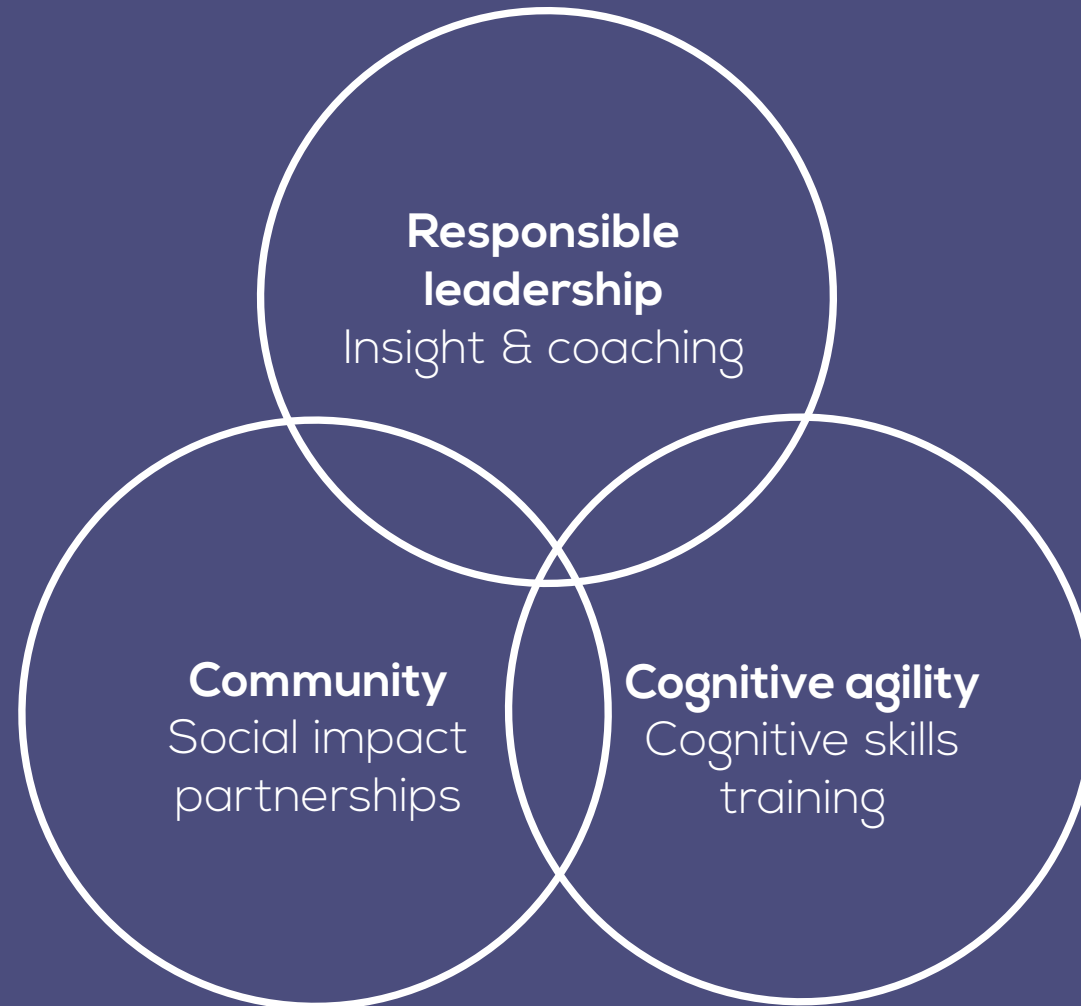 Responsible
leadership
Insight & coaching
Community
Social impact
partnerships
Cognitive agility
Cognitive skills
training